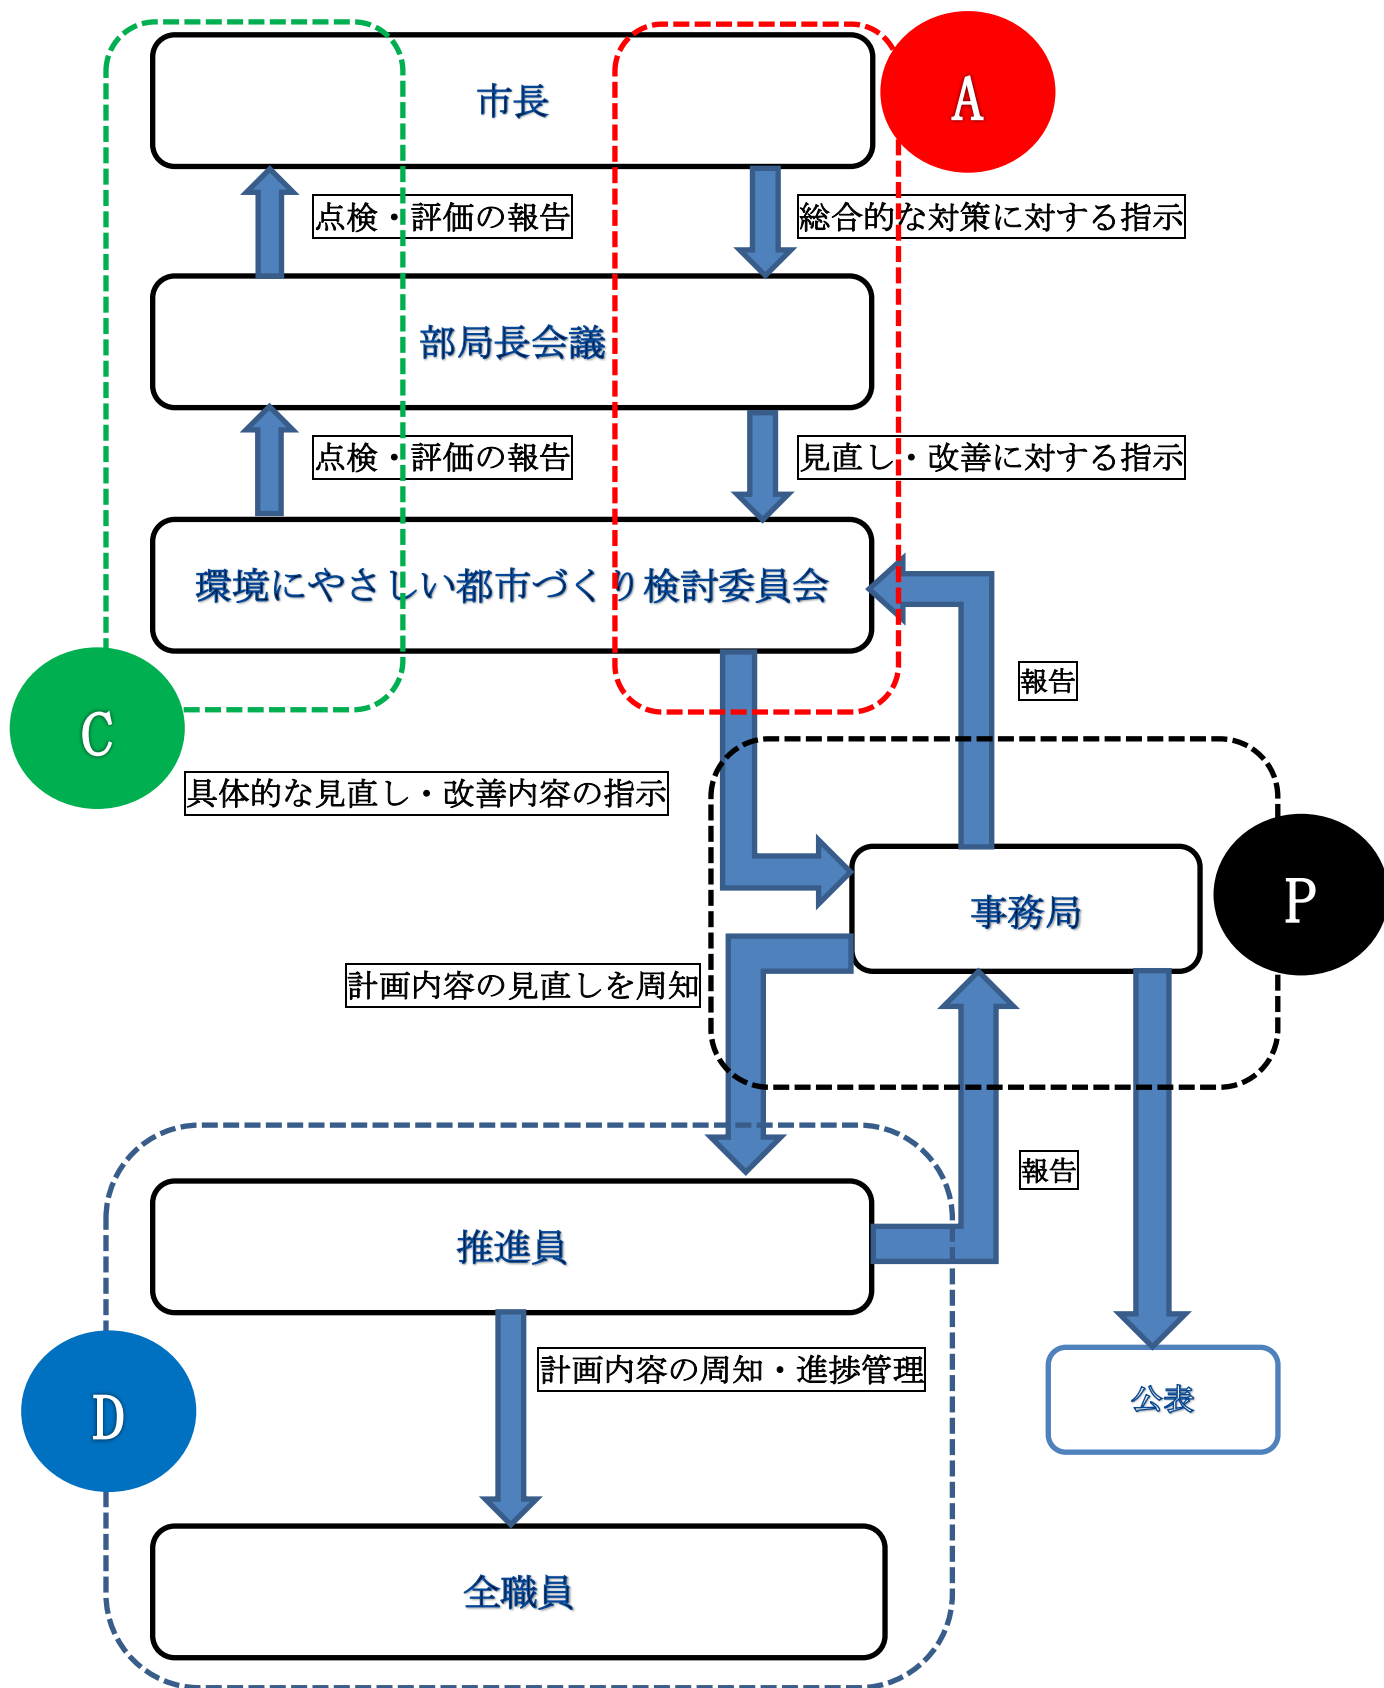 市長
A
点検・評価の報告
総合的な対策に対する指示
部局長会議
点検・評価の報告
見直し・改善に対する指示
環境にやさしい都市づくり検討委員会
報告
C
具体的な見直し・改善内容の指示
事務局
P
計画内容の見直しを周知
報告
推進員
計画内容の周知・進捗管理
公表
D
全職員